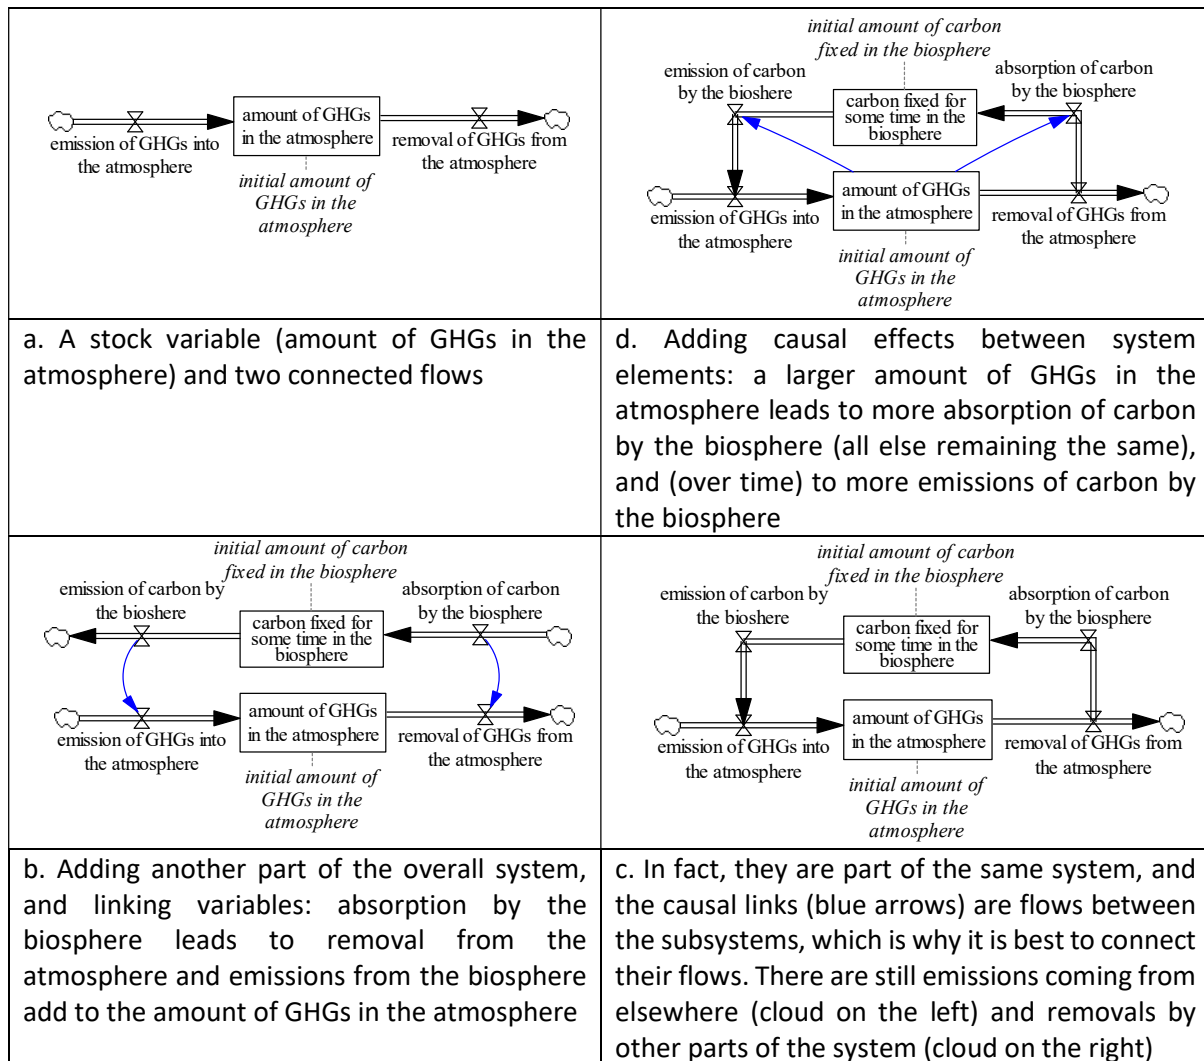 initial amount of carbon
fixed in the biosphere
emission of carbon
by the bioshere
absorption of carbon
by the biosphere
carbon fixed for
some time in the
biosphere
amount of GHGs
in the atmosphere
emission of GHGs into
the atmosphere
removal of GHGs from
the atmosphere
initial amount of
GHGs in the
atmosphere
amount of GHGs
in the atmosphere
emission of GHGs into
the atmosphere
removal of GHGs from
the atmosphere
initial amount of
GHGs in the
atmosphere
a. A stock variable (amount of GHGs in the
atmosphere) and two connected flows
d. Adding causal effects between system
elements: a larger amount of GHGs in the
atmosphere leads to more absorption of carbon
by the biosphere (all else remaining the same),
and (over time) to more emissions of carbon by
the biosphere
initial amount of carbon
fixed in the biosphere
emission of carbon by
the bioshere
absorption of carbon
by the biosphere
carbon fixed for
some time in the
biosphere
amount of GHGs
in the atmosphere
emission of GHGs into
the atmosphere
removal of GHGs from
the atmosphere
initial amount of
GHGs in the
atmosphere
initial amount of carbon
fixed in the biosphere
emission of carbon by
the bioshere
absorption of carbon
by the biosphere
carbon fixed for
some time in the
biosphere
amount of GHGs
in the atmosphere
emission of GHGs into
the atmosphere
removal of GHGs from
the atmosphere
initial amount of
GHGs in the
atmosphere
b. Adding another part of the overall system,
and linking variables: absorption by the
biosphere leads to removal from the
atmosphere and emissions from the biosphere
add to the amount of GHGs in the atmosphere
c. In fact, they are part of the same system, and
the causal links (blue arrows) are flows between
the subsystems, which is why it is best to connect
their flows. There are still emissions coming from
elsewhere (cloud on the left) and removals by
other parts of the system (cloud on the right)